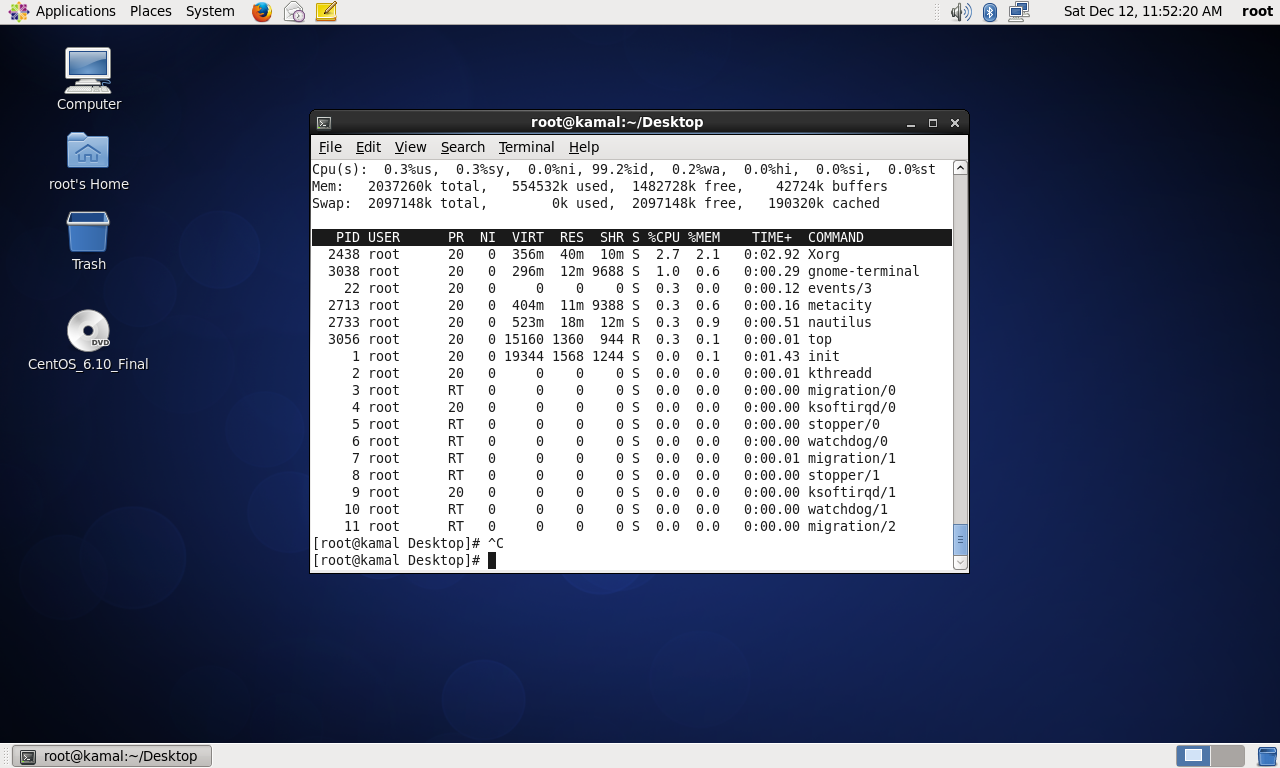 Applications Places System Sat Dec 12, 11:52:20 AM root
Computer
root's Home
Trash
DVD
CentOS_6.10_Final
root@kamal:~/Desktop
File Edit View Search Terminal Help
Cpu(s):  0.3%us,  0.3%sy,  0.0%ni, 99.2%id,  0.2%wa,  0.0%hi,  0.0%si,  0.0%st
Mem:   2037260k total,   554532k used,  1482728k free,    42724k buffers
Swap:  2097148k total,        0k used,  2097148k free,   190320k cached
   PID USER      PR  NI  VIRT  RES  SHR S %CPU %MEM    TIME+  COMMAND
  2438 root      20   0  356m  40m  10m S  2.7  2.1   0:02.92 Xorg
  3038 root      20   0  296m  12m 9688 S  1.0  0.6   0:00.29 gnome-terminal
    22 root      20   0     0    0    0 S  0.3  0.0   0:00.12 events/3
  2713 root      20   0  404m  11m 9388 S  0.3  0.6   0:00.16 metacity
  2733 root      20   0  523m  18m  12m S  0.3  0.9   0:00.51 nautilus
  3056 root      20   0 15160 1360  944 R  0.3  0.1   0:00.01 top
     1 root      20   0 19344 1568 1244 S  0.0  0.1   0:01.43 init
     2 root      20   0     0    0    0 S  0.0  0.0   0:00.01 kthreadd
     3 root      RT   0     0    0    0 S  0.0  0.0   0:00.00 migration/0
     4 root      20   0     0    0    0 S  0.0  0.0   0:00.00 ksoftirqd/0
     5 root      RT   0     0    0    0 S  0.0  0.0   0:00.00 stopper/0
     6 root      RT   0     0    0    0 S  0.0  0.0   0:00.00 watchdog/0
     7 root      RT   0     0    0    0 S  0.0  0.0   0:00.01 migration/1
     8 root      RT   0     0    0    0 S  0.0  0.0   0:00.00 stopper/1
     9 root      20   0     0    0    0 S  0.0  0.0   0:00.00 ksoftirqd/1
    10 root      RT   0     0    0    0 S  0.0  0.0   0:00.00 watchdog/1
    11 root      RT   0     0    0    0 S  0.0  0.0   0:00.00 migration/2
[root@kamal Desktop]# ^C
[root@kamal Desktop]#
root@kamal:~/Desktop